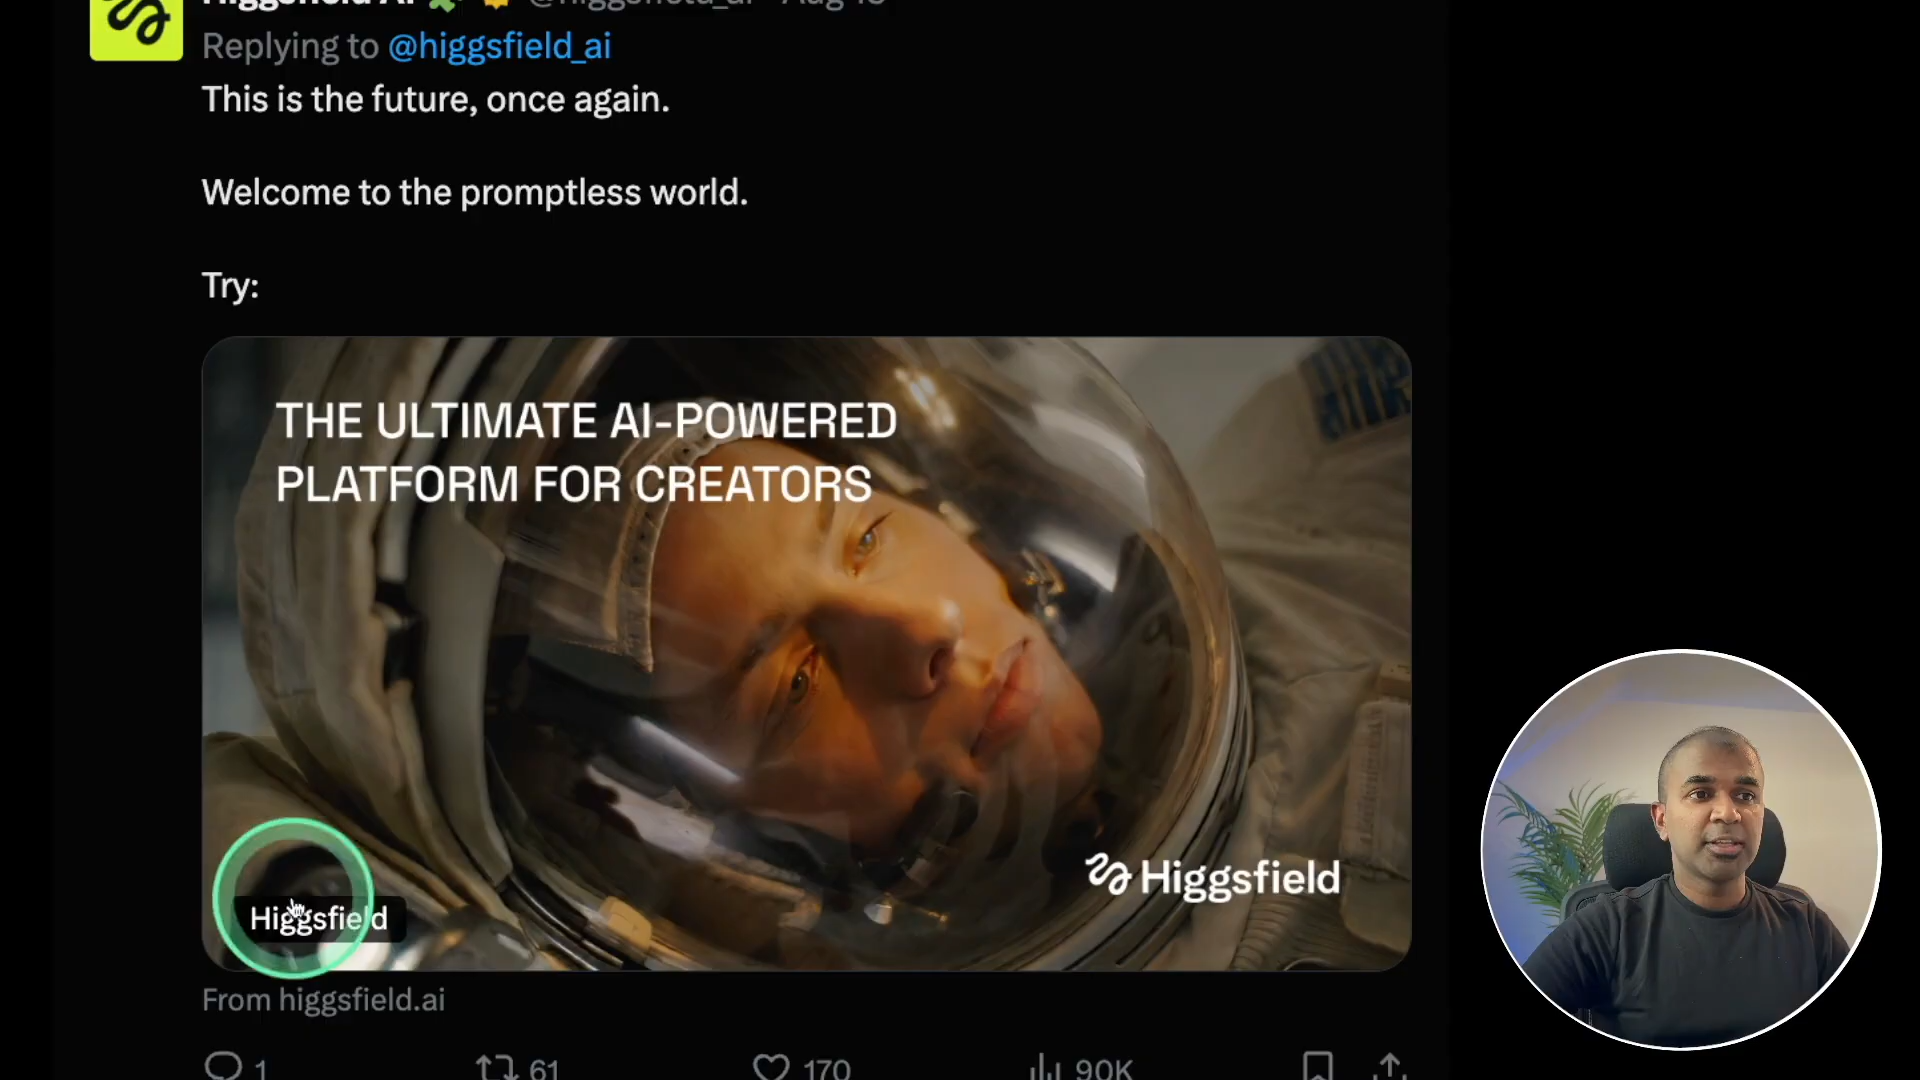 Replying to @higgsfield_ai
This is the future, once again.
Welcome to the promptless world.
Try:
THE ULTIMATE AI-POWERED
PLATFORM FOR CREATORS
Higgsfield
Higgsfield
From higgsfield.ai
1 61 170 90K